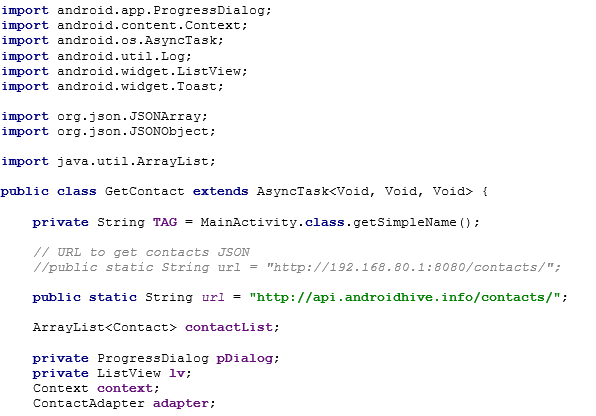 import android.app.ProgressDialog;
import android.content.Context;
import android.os.AsyncTask;
import android.util.Log;
import android.widget.ListView;
import android.widget.Toast;

import org.json.JSONArray;
import org.json.JSONObject;

import java.util.ArrayList;

public class GetContact extends AsyncTask<Void, Void, Void> {

    private String TAG = MainActivity.class.getSimpleName();

    // URL to get contacts JSON
    //public static String url = "http://192.168.80.1:8080/contacts/";

    public static String url = "http://api.androidhive.info/contacts/";

    ArrayList<Contact> contactList;

    private ProgressDialog pDialog;
    private ListView lv;
    Context context;
    ContactAdapter adapter;